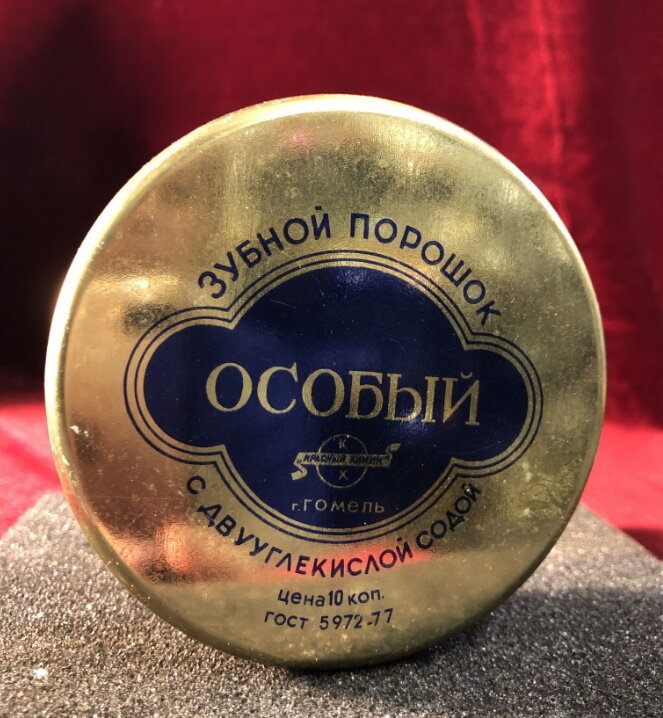 ЗУБНОЙ ПОРОШОК
ОСОБЫЙ
К
„КРАСНЫЙ ХИМИК"
Х
г. ГОМЕЛЬ
С ДВУУГЛЕКИСЛОЙ СОДОЙ
цена 10 коп.
ГОСТ 5972-77